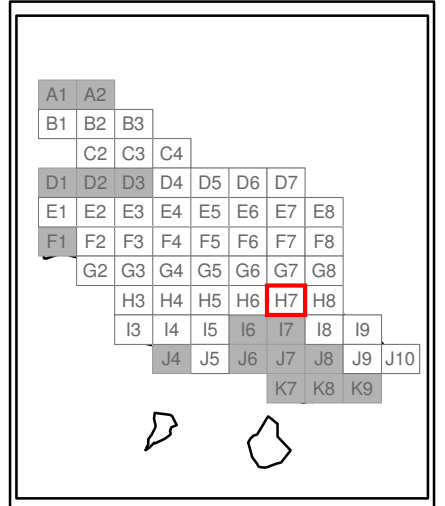 A1 A2
B1 B2 B3
C2 C3 C4
D1 D2 D3 D4 D5 D6 D7
E1 E2 E3 E4 E5 E6 E7 E8
F1 F2 F3 F4 F5 F6 F7 F8
G2 G3 G4 G5 G6 G7 G8
H3 H4 H5 H6 H7 H8
I3 I4 I5 I6 I7 I8 I9
J4 J5 J6 J7 J8 J9 J10
K7 K8 K9